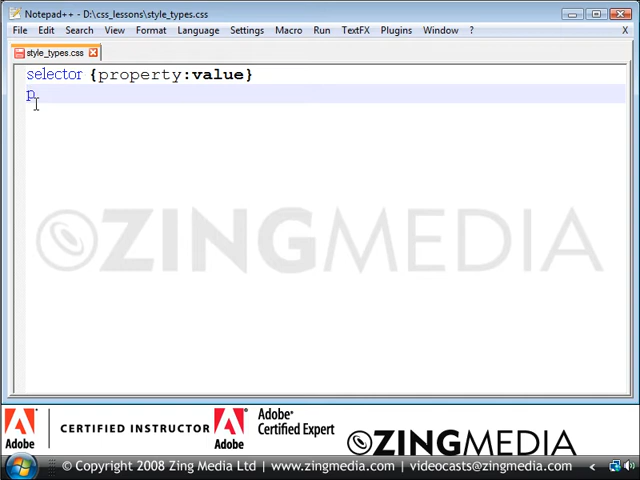 Notepad++ - D:\css_lessons\style_types.css
File Edit Search View Format Language Settings Macro Run TextFX Plugins Window ? X
style_types.css
selector {property:value}
p
ZINGMEDIA
Adobe
CERTIFIED INSTRUCTOR
Adobe
Adobe®
Certified Expert
ZINGMEDIA
© Copyright 2008 Zing Media Ltd | www.zingmedia.com | videocasts@zingmedia.com